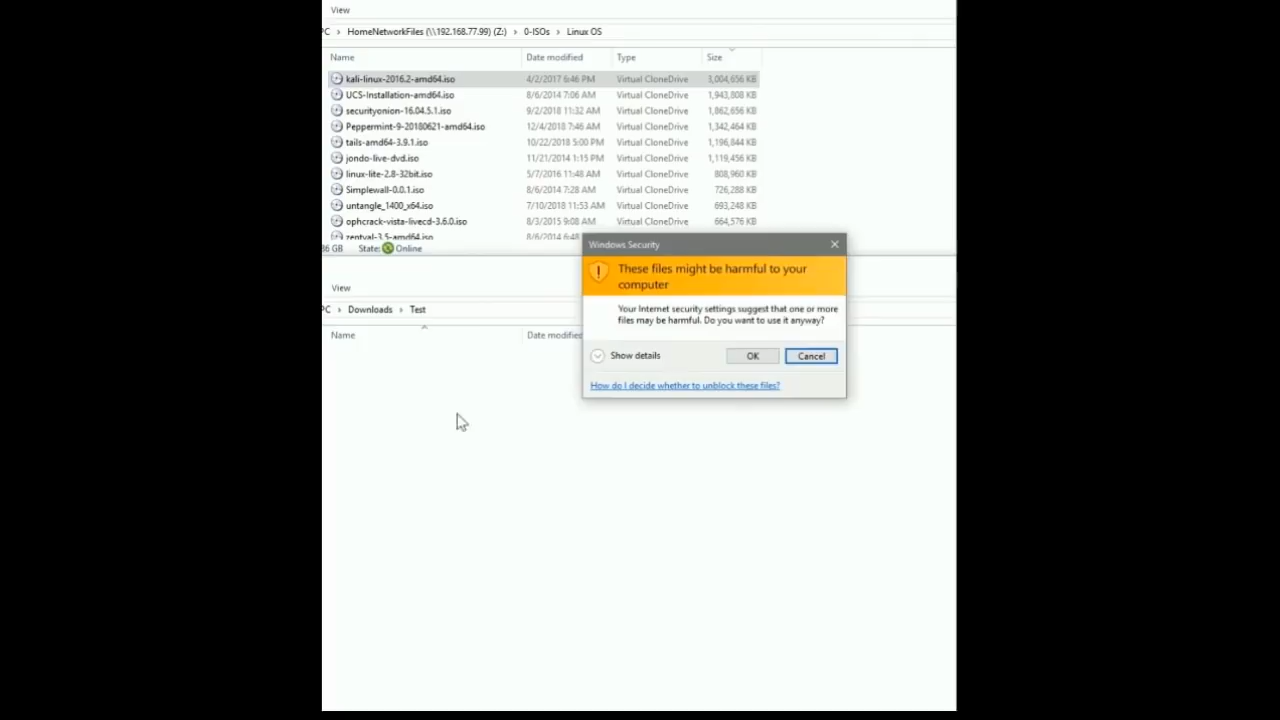 View
PC > HomeNetworkFiles (\\192.168.77.99) (Z:) > 0-ISOs > Linux OS
Name Date modified Type Size
kali-linux-2016.2-amd64.iso 4/2/2017 6:46 PM Virtual CloneDrive 3,004,656 KB
UCS-Installation-amd64.iso 8/6/2014 7:06 AM Virtual CloneDrive 1,943,808 KB
securityonion-16.04.5.1.iso 9/2/2018 11:32 AM Virtual CloneDrive 1,862,656 KB
Peppermint-9-20180621-amd64.iso 12/4/2018 7:46 AM Virtual CloneDrive 1,342,464 KB
tails-amd64-3.9.1.iso 10/22/2018 5:00 PM Virtual CloneDrive 1,196,844 KB
jondo-live-dvd.iso 11/21/2014 1:15 PM Virtual CloneDrive 1,119,456 KB
linux-lite-2.8-32bit.iso 5/7/2016 11:48 AM Virtual CloneDrive 808,960 KB
Simplewall-0.0.1.iso 8/6/2014 7:28 AM Virtual CloneDrive 726,288 KB
untangle_1400_x64.iso 7/10/2018 11:53 AM Virtual CloneDrive 693,248 KB
ophcrack-vista-livecd-3.6.0.iso 8/3/2015 9:08 AM Virtual CloneDrive 664,576 KB
zentyal-3.5-amd64.iso 8/6/2014 6:48
36 GB State: Online
Windows Security
These files might be harmful to your
computer
Your Internet security settings suggest that one or more
files may be harmful. Do you want to use it anyway?
Show details OK Cancel
How do I decide whether to unblock these files?
View
PC > Downloads > Test
Name Date modified